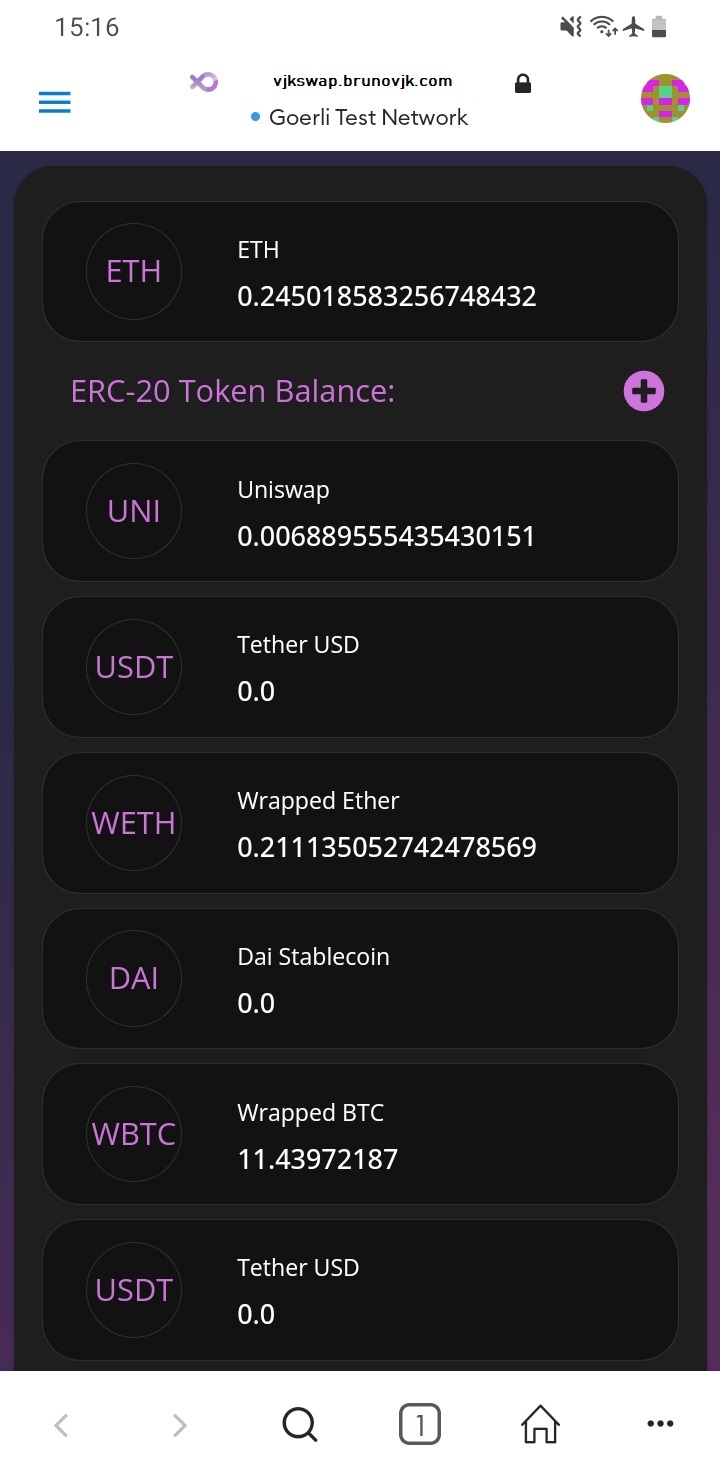 15:16
vjkswap.brunovjk.com
Goerli Test Network
ETH
ETH
0.245018583256748432
ERC-20 Token Balance:
UNI
Uniswap
0.006889555435430151
USDT
Tether USD
0.0
WETH
Wrapped Ether
0.211135052742478569
DAI
Dai Stablecoin
0.0
WBTC
Wrapped BTC
11.43972187
USDT
Tether USD
0.0
1